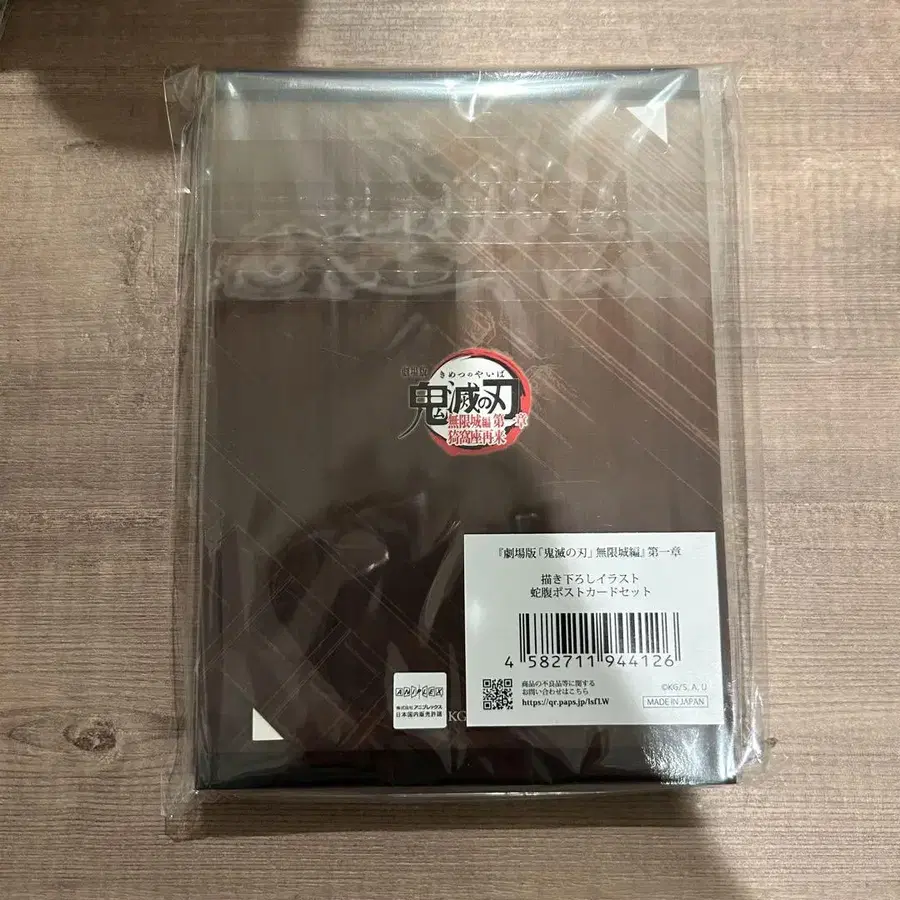 劇場版
きめつのやいば
鬼滅の刃
無限城編 第一章
猗窩座再来
『劇場版「鬼滅の刃」無限城編』第一章
描き下ろしイラスト
蛇腹ポストカードセット
4 582711 944126
商品の不良品等に関する
お問い合わせはこちら
https://qr.paps.jp/lsf1W
©KG/S, A, U
MADE IN JAPAN
ANIPLEX
株式会社アニプレックス
日本国内販売許諾
KG